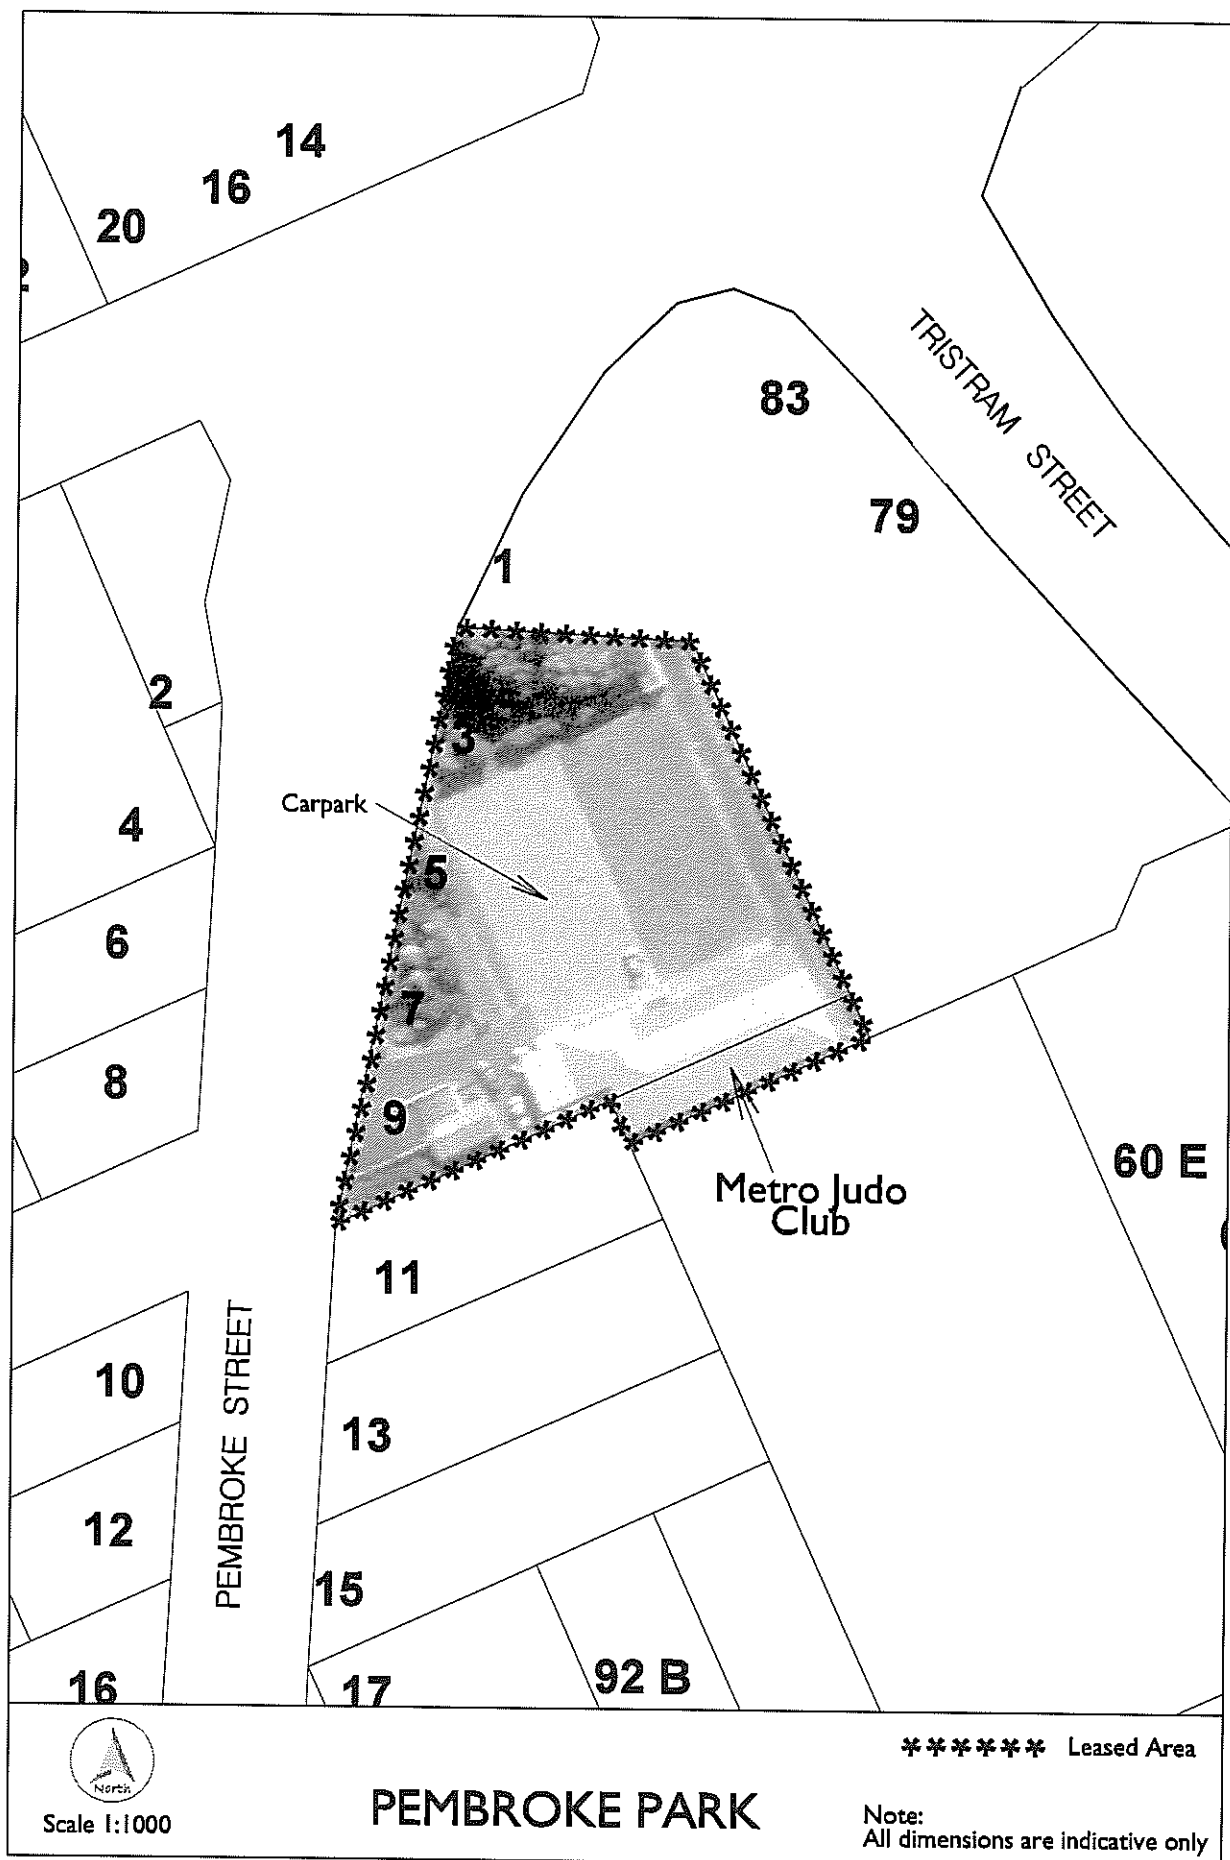 14
16
20
TRISTRAM STREET
83
79
1
2
3
Carpark
4
5
6
7
8
9
60 E
Metro Judo
Club
11
10
PEMBROKE STREET
13
12
15
16
17
92 B
North
Scale 1:1000
PEMBROKE PARK
****** Leased Area
Note:
All dimensions are indicative only